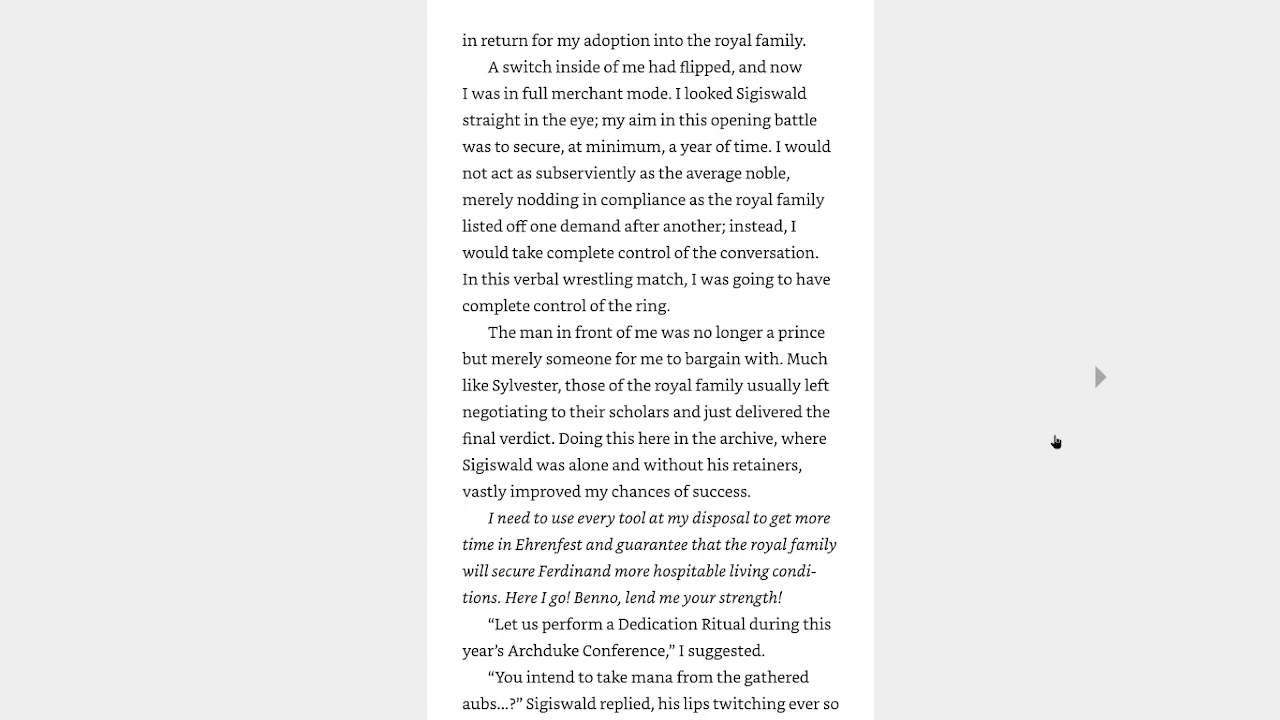 in return for my adoption into the royal family.
A switch inside of me had flipped, and now
I was in full merchant mode. I looked Sigiswald
straight in the eye; my aim in this opening battle
was to secure, at minimum, a year of time. I would
not act as subserviently as the average noble,
merely nodding in compliance as the royal family
listed off one demand after another; instead, I
would take complete control of the conversation.
In this verbal wrestling match, I was going to have
complete control of the ring.
The man in front of me was no longer a prince
but merely someone for me to bargain with. Much
like Sylvester, those of the royal family usually left
negotiating to their scholars and just delivered the
final verdict. Doing this here in the archive, where
Sigiswald was alone and without his retainers,
vastly improved my chances of success.
I need to use every tool at my disposal to get more
time in Ehrenfest and guarantee that the royal family
will secure Ferdinand more hospitable living condi-
tions. Here I go! Benno, lend me your strength!
“Let us perform a Dedication Ritual during this
year’s Archduke Conference,” I suggested.
“You intend to take mana from the gathered
aubs...?” Sigiswald replied, his lips twitching ever so